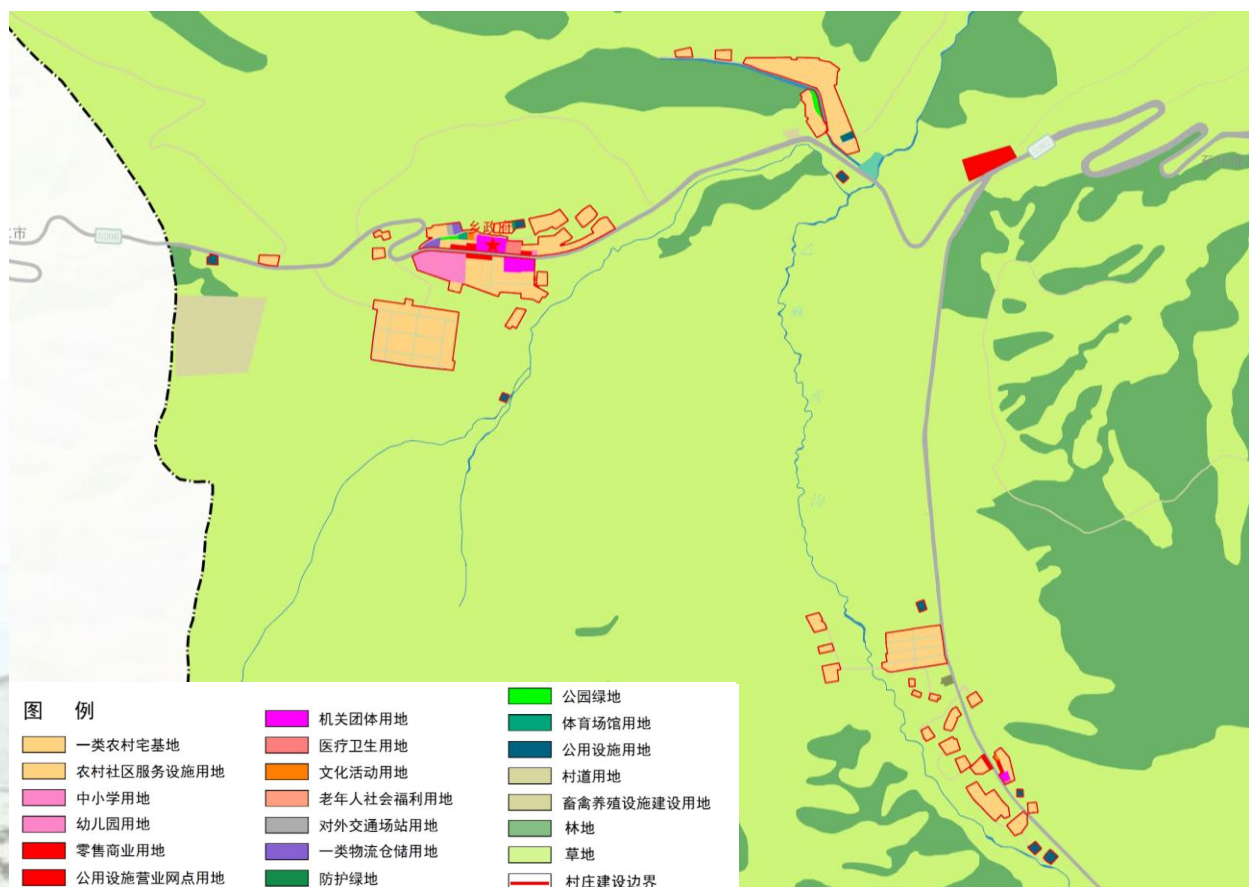 水市
乡政府
图 例
一类农村宅基地
农村社区服务设施用地
中小学用地
幼儿园用地
零售商业用地
公用设施营业网点用地
机关团体用地
医疗卫生用地
文化活动用地
老年人社会福利用地
对外交通场站用地
一类物流仓储用地
防护绿地
公园绿地
体育场馆用地
公用设施用地
村道用地
畜禽养殖设施建设用地
林地
草地
村庄建设边界